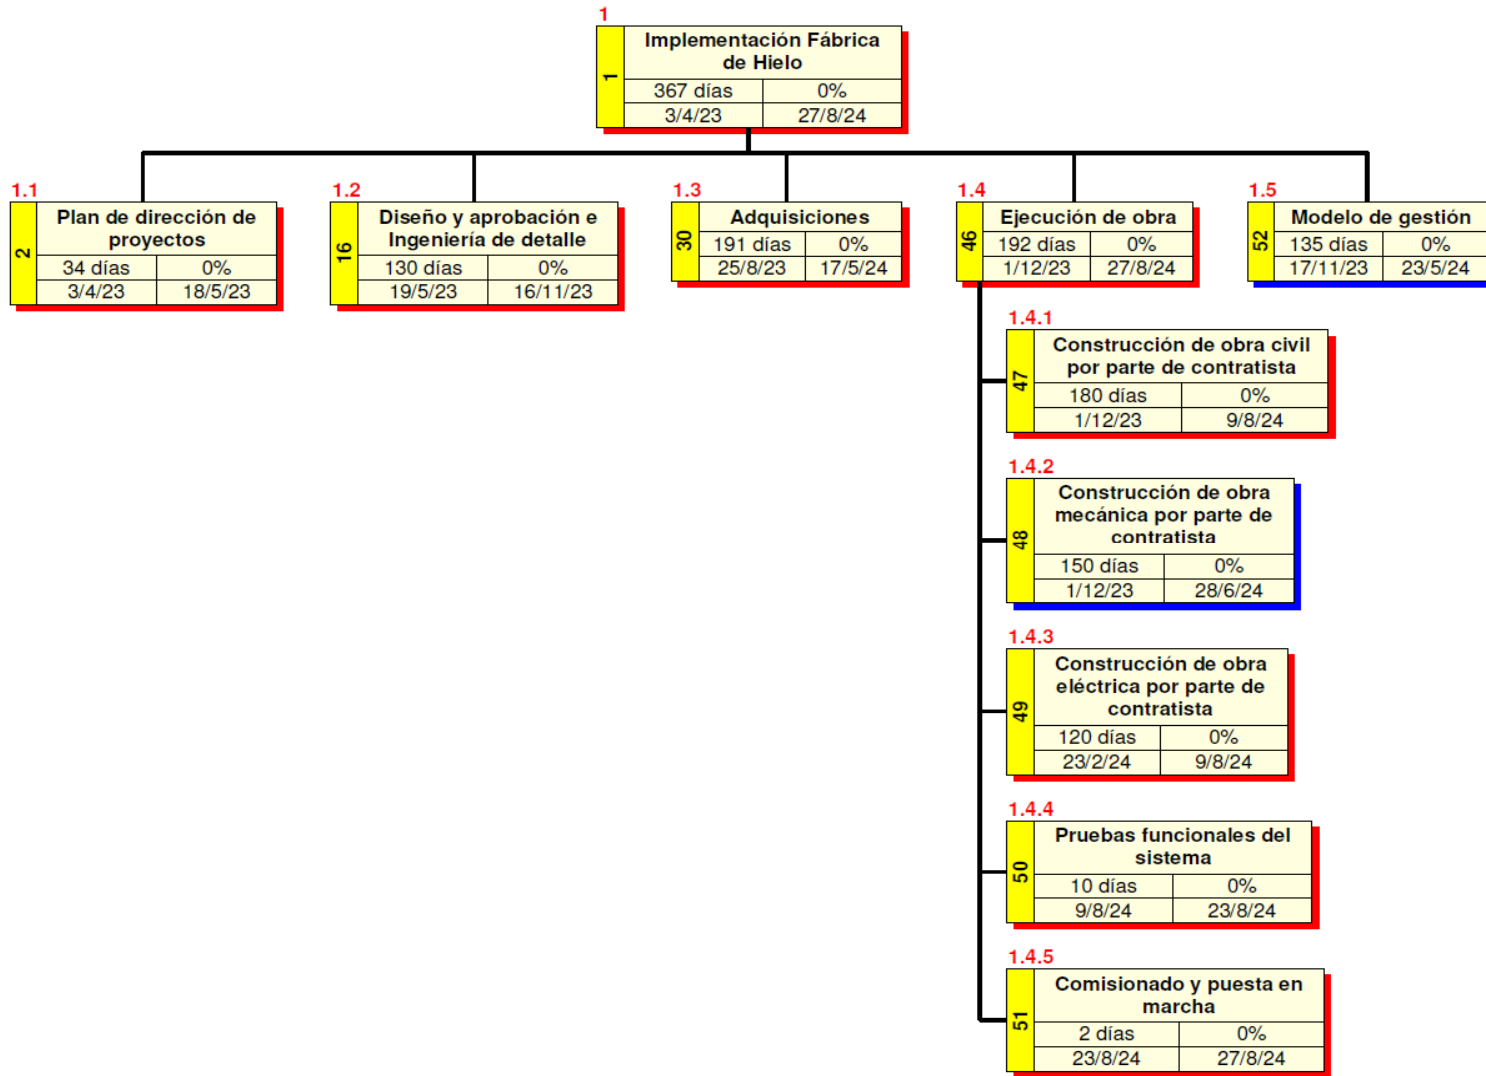 1
1
Implementación Fábrica
de Hielo
367 días 0%
3/4/23 27/8/24
1.1
2
Plan de dirección de
proyectos
34 días 0%
3/4/23 18/5/23
1.2
16
Diseño y aprobación e
Ingeniería de detalle
130 días 0%
19/5/23 16/11/23
1.3
30
Adquisiciones
191 días 0%
25/8/23 17/5/24
1.4
46
Ejecución de obra
192 días 0%
1/12/23 27/8/24
1.5
52
Modelo de gestión
135 días 0%
17/11/23 23/5/24
1.4.1
47
Construcción de obra civil
por parte de contratista
180 días 0%
1/12/23 9/8/24
1.4.2
48
Construcción de obra
mecánica por parte de
contratista
150 días 0%
1/12/23 28/6/24
1.4.3
49
Construcción de obra
eléctrica por parte de
contratista
120 días 0%
23/2/24 9/8/24
1.4.4
50
Pruebas funcionales del
sistema
10 días 0%
9/8/24 23/8/24
1.4.5
51
Comisionado y puesta en
marcha
2 días 0%
23/8/24 27/8/24